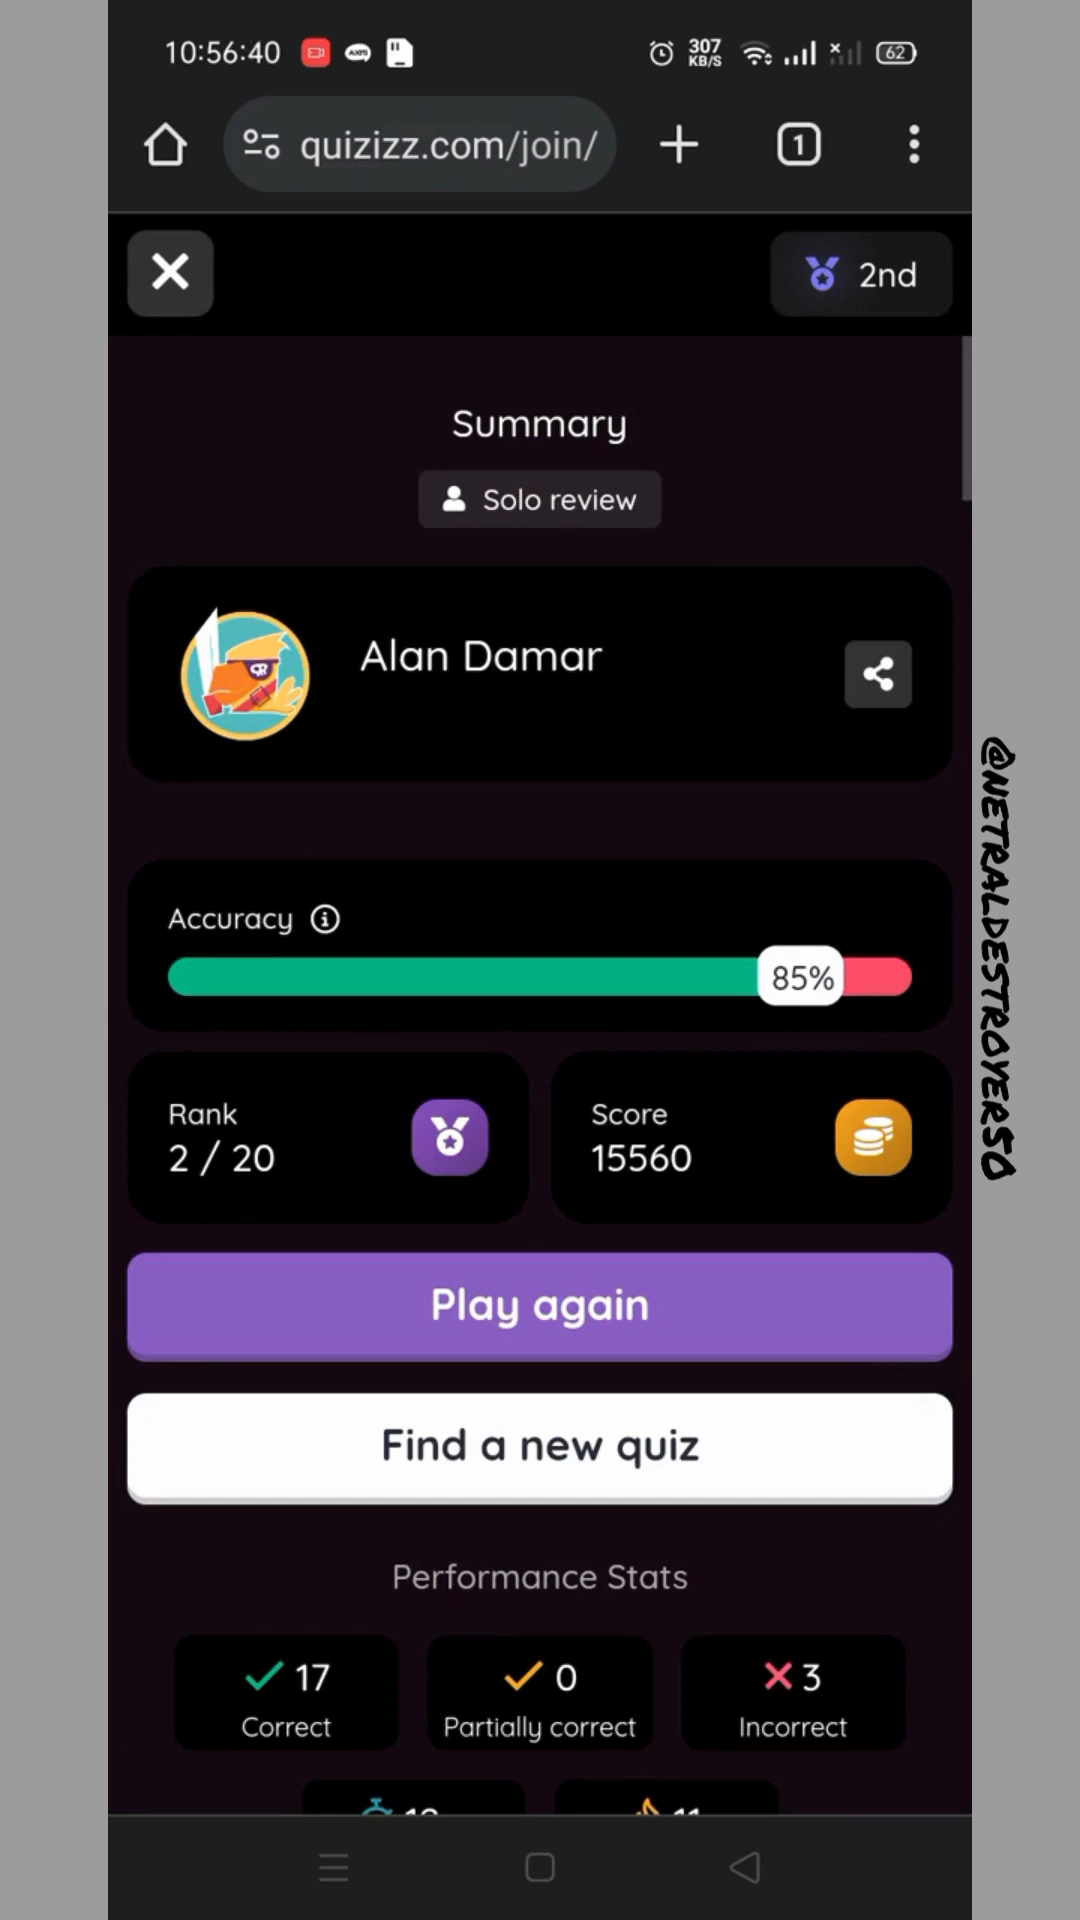 10:56:40
307
KB/S
62
quizizz.com/join/
1
2nd
Summary
Solo review
Alan Damar
Accuracy
85%
Rank
2 / 20
Score
15560
Play again
Find a new quiz
Performance Stats
17
Correct
0
Partially correct
3
Incorrect
@NETRALDESTROYER50